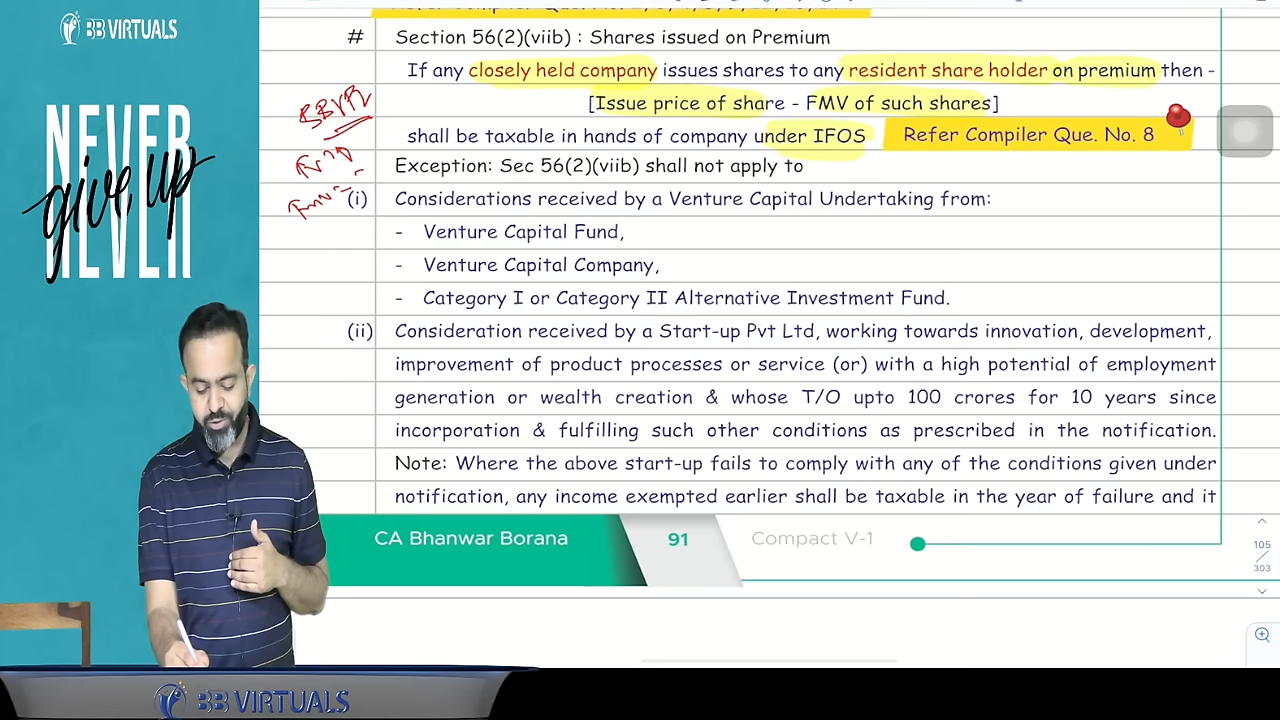 BB VIRTUALS
NEVER
give up
NEVER
# Section 56(2)(viib) : Shares issued on Premium
If any closely held company issues shares to any resident share holder on premium then -
[Issue price of share - FMV of such shares]
shall be taxable in hands of company under IFOS Refer Compiler Que. No. 8
Exception: Sec 56(2)(viib) shall not apply to
(i) Considerations received by a Venture Capital Undertaking from:
- Venture Capital Fund,
- Venture Capital Company,
- Category I or Category II Alternative Investment Fund.
(ii) Consideration received by a Start-up Pvt Ltd, working towards innovation, development,
improvement of product processes or service (or) with a high potential of employment
generation or wealth creation & whose T/O upto 100 crores for 10 years since
incorporation & fulfilling such other conditions as prescribed in the notification.
Note: Where the above start-up fails to comply with any of the conditions given under
notification, any income exempted earlier shall be taxable in the year of failure and it
CA Bhanwar Borana 91 Compact V-1
105
303
BB VIRTUALS